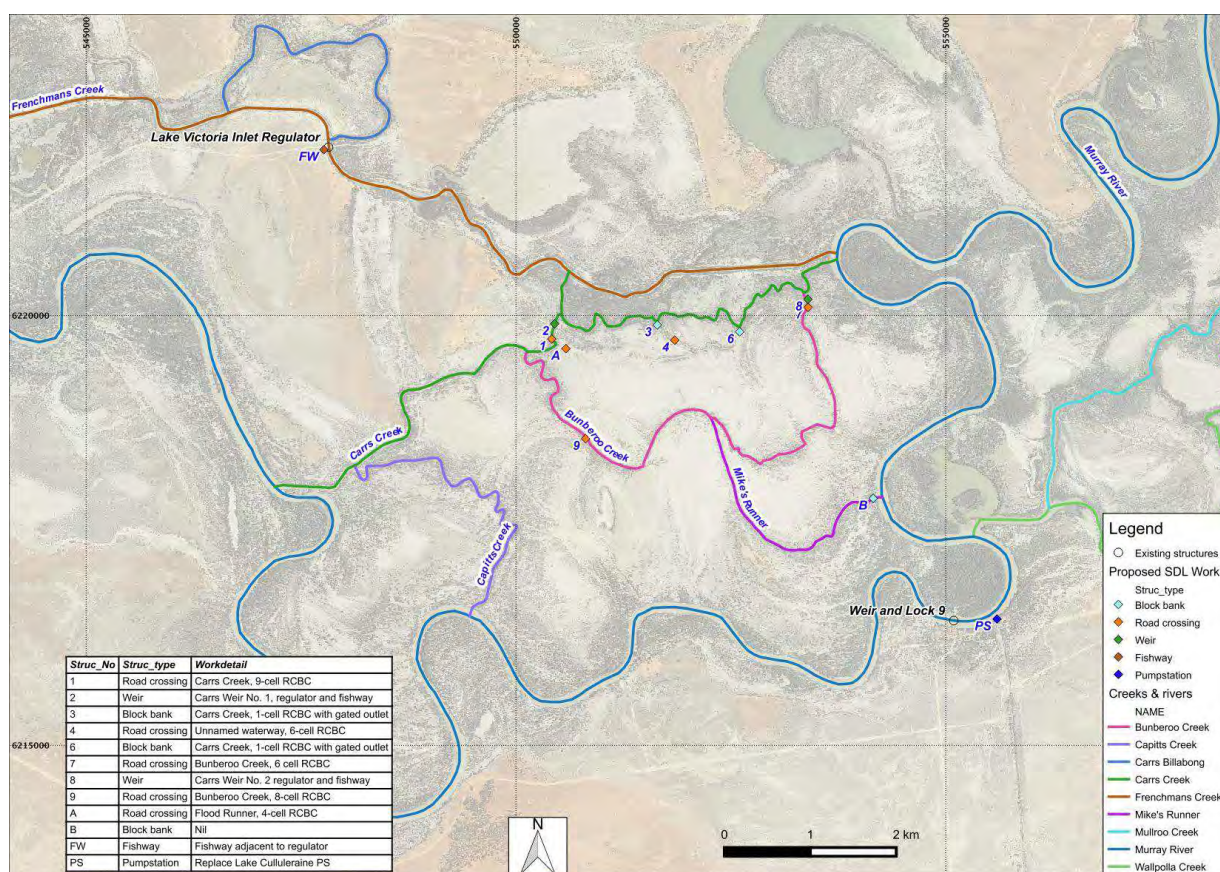 545000
550000
555000
Frenchmans Creek
Lake Victoria Inlet Regulator
FW
Murray River
6220000
2
1
A
3
4
6
8
7
Carrs Creek
Bunberoo Creek
9
Mike's Runner
B
Capitts Creek
Weir and Lock 9
PS
6215000
Struc_No Struc_type Workdetail
1 Road crossing Carrs Creek, 9-cell RCBC
2 Weir Carrs Weir No. 1, regulator and fishway
3 Block bank Carrs Creek, 1-cell RCBC with gated outlet
4 Road crossing Unnamed waterway, 6-cell RCBC
6 Block bank Carrs Creek, 1-cell RCBC with gated outlet
7 Road crossing Bunberoo Creek, 6 cell RCBC
8 Weir Carrs Weir No. 2 regulator and fishway
9 Road crossing Bunberoo Creek, 8-cell RCBC
A Road crossing Flood Runner, 4-cell RCBC
B Block bank Nil
FW Fishway Fishway adjacent to regulator
PS Pumpstation Replace Lake Culluleraine PS
N
0 1 2 km
Legend
Existing structures
Proposed SDL Work
Struc_type
Block bank
Road crossing
Weir
Fishway
Pumpstation
Creeks & rivers
NAME
Bunberoo Creek
Capitts Creek
Carrs Billabong
Carrs Creek
Frenchmans Creek
Mike's Runner
Mullroo Creek
Murray River
Wallpolla Creek